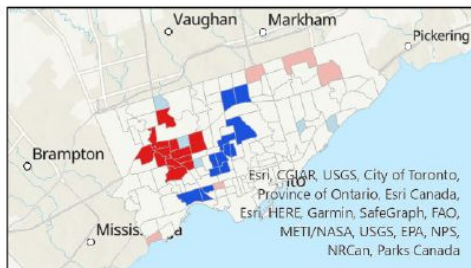 Vaughan
Markham
Pickering
Brampton
Esri, CGIAR, USGS, City of Toronto,
Province of Ontario, Esri Canada,
Esri, HERE, Garmin, SafeGraph, FAO,
METI/NASA, USGS, EPA, NPS,
NRCan, Parks Canada